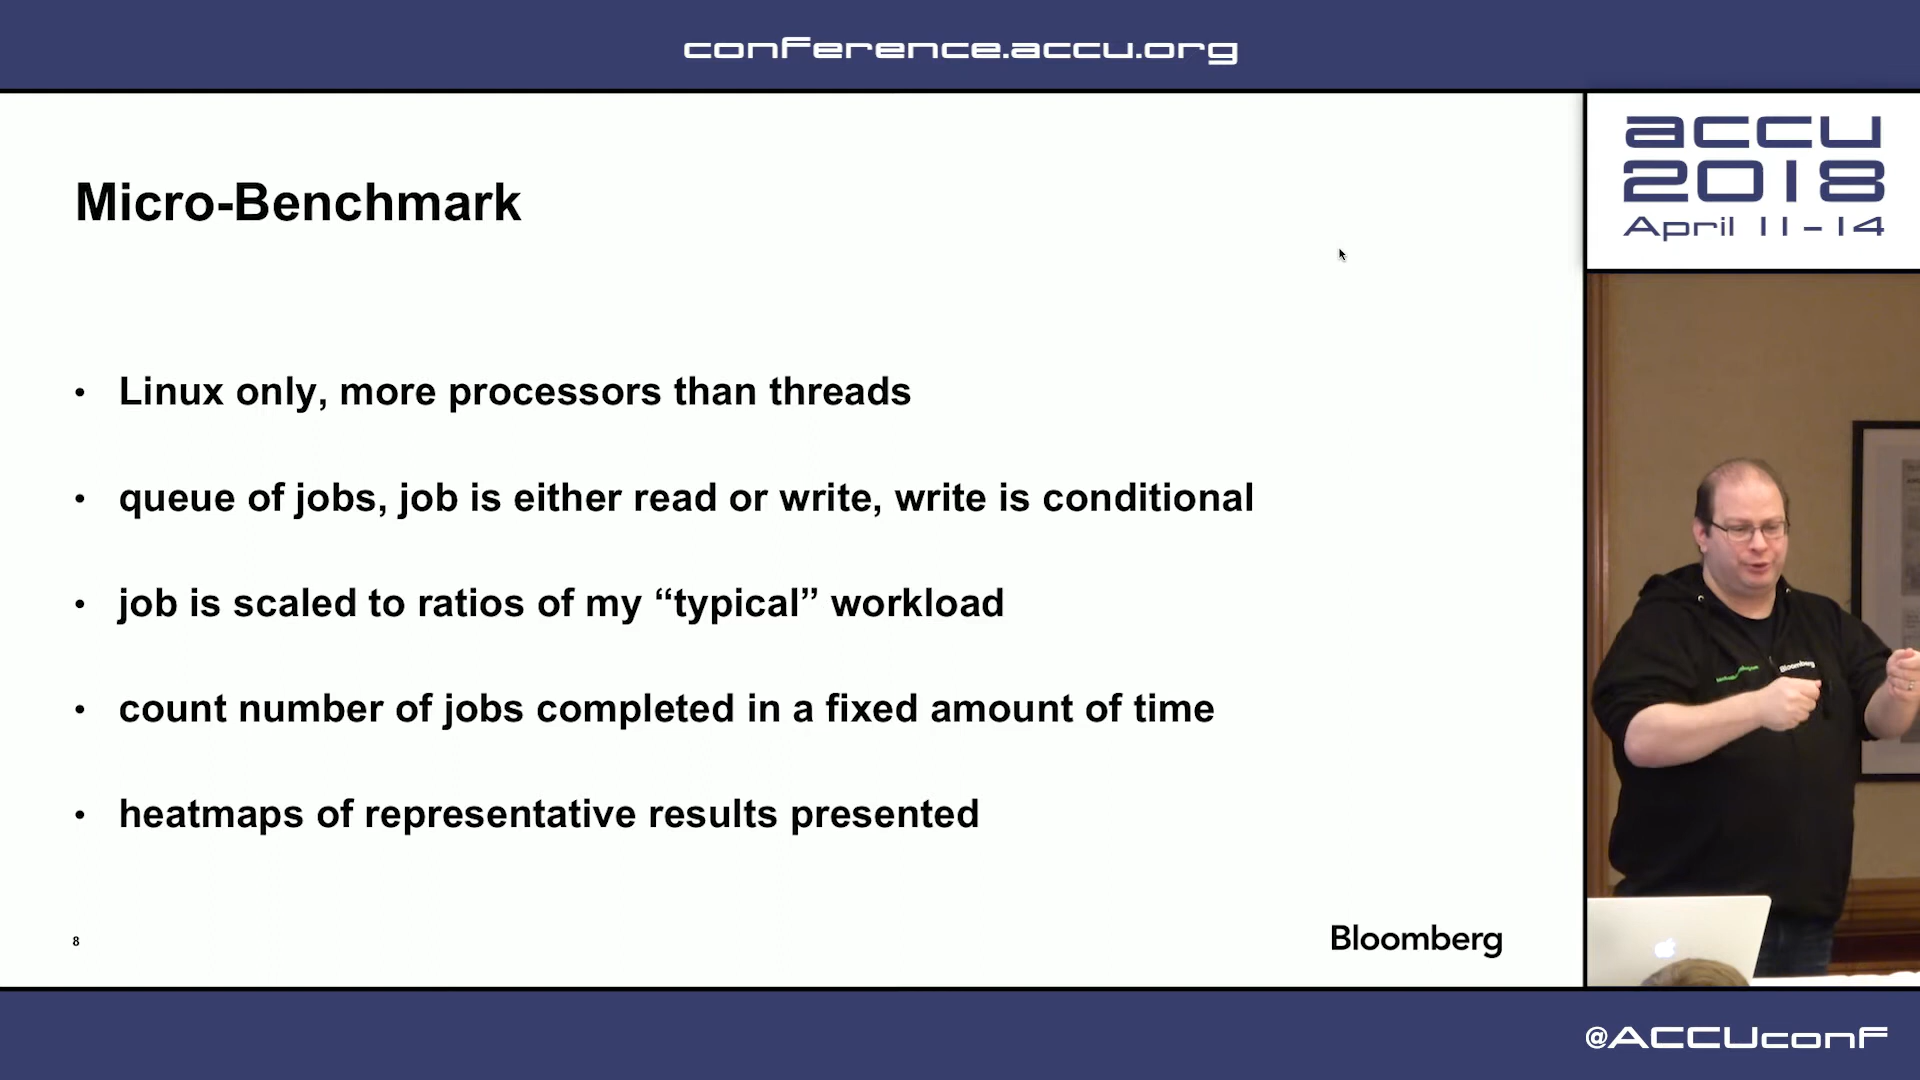 conference.accu.org
accu
2018
April 11-14
Micro-Benchmark
• Linux only, more processors than threads
• queue of jobs, job is either read or write, write is conditional
• job is scaled to ratios of my “typical” workload
• count number of jobs completed in a fixed amount of time
• heatmaps of representative results presented
8
Bloomberg
Bloomberg
@ACCUconf